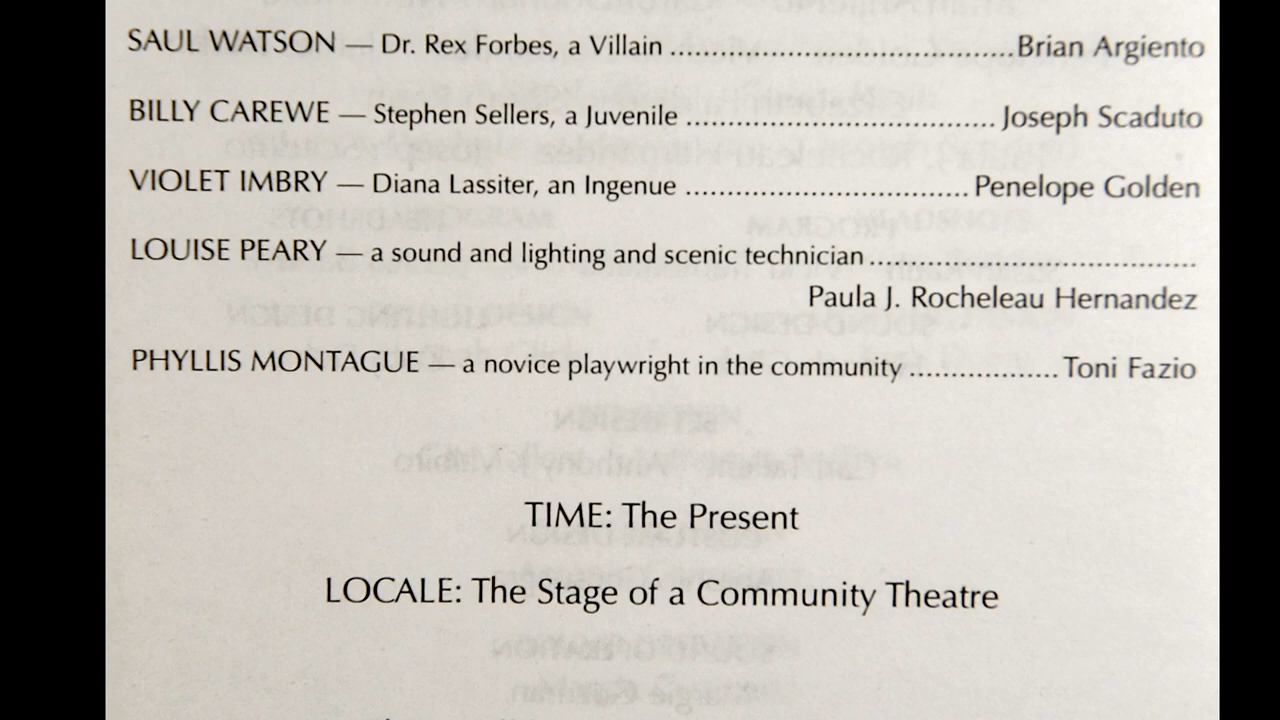 SAUL WATSON — Dr. Rex Forbes, a Villain ........................................Brian Argiento
BILLY CAREWE — Stephen Sellers, a Juvenile .................................... Joseph Scaduto
VIOLET IMBRY — Diana Lassiter, an Ingenue ................................. Penelope Golden
LOUISE PEARY — a sound and lighting and scenic technician ......................................
Paula J. Rocheleau Hernandez
PHYLLIS MONTAGUE — a novice playwright in the community .................. Toni Fazio
TIME: The Present
LOCALE: The Stage of a Community Theatre